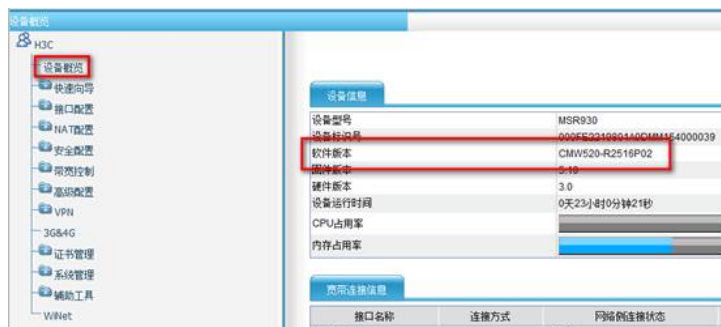 设备概览
H3C
设备概览
快速向导
接口配置
NAT配置
安全配置
带宽控制
高级配置
VPN
3G&4G
证书管理
系统管理
辅助工具
WiNet
设备信息
设备型号 MSR930
设备标识号
软件版本 CMW520-R2516P02
固件版本 5.18
硬件版本 3.0
设备运行时间 0天23小时0分钟21秒
CPU占用率
内存占用率
宽带连接信息
接口名称 连接方式 网络侧连接状态